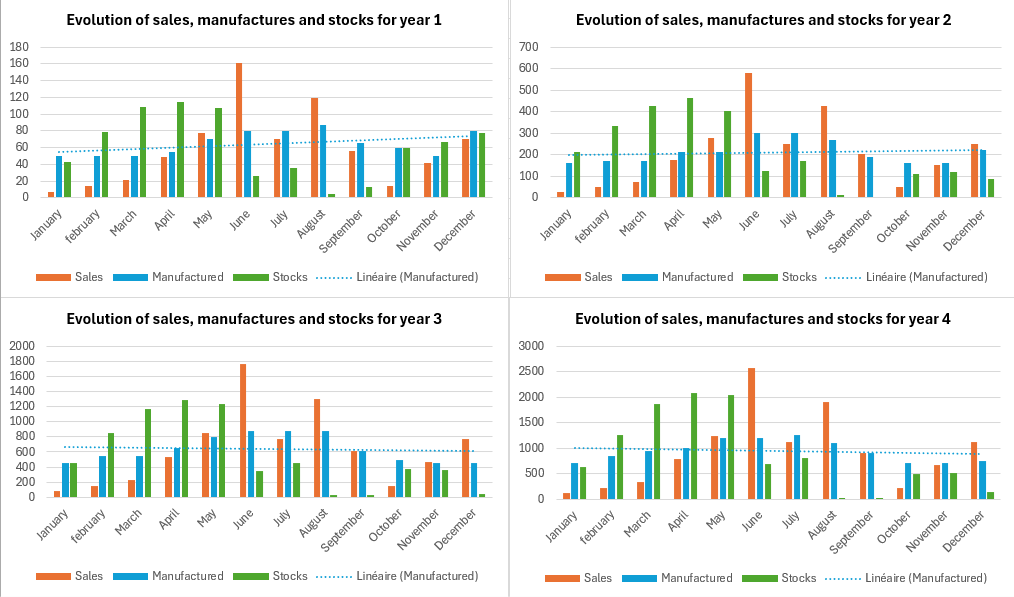 Evolution of sales, manufactures and stocks for year 1
180
160
140
120
100
80
60
40
20
0
January
february
March
April
May
June
July
August
September
October
November
December
Sales Manufactured Stocks Linéaire (Manufactured)
Evolution of sales, manufactures and stocks for year 2
700
600
500
400
300
200
100
0
January
february
March
April
May
June
July
August
September
October
November
December
Sales Manufactured Stocks Linéaire (Manufactured)
Evolution of sales, manufactures and stocks for year 3
2000
1800
1600
1400
1200
1000
800
600
400
200
0
January
february
March
April
May
June
July
August
September
October
November
December
Sales Manufactured Stocks Linéaire (Manufactured)
Evolution of sales, manufactures and stocks for year 4
3000
2500
2000
1500
1000
500
0
January
february
March
April
May
June
July
August
September
October
November
December
Sales Manufactured Stocks Linéaire (Manufactured)